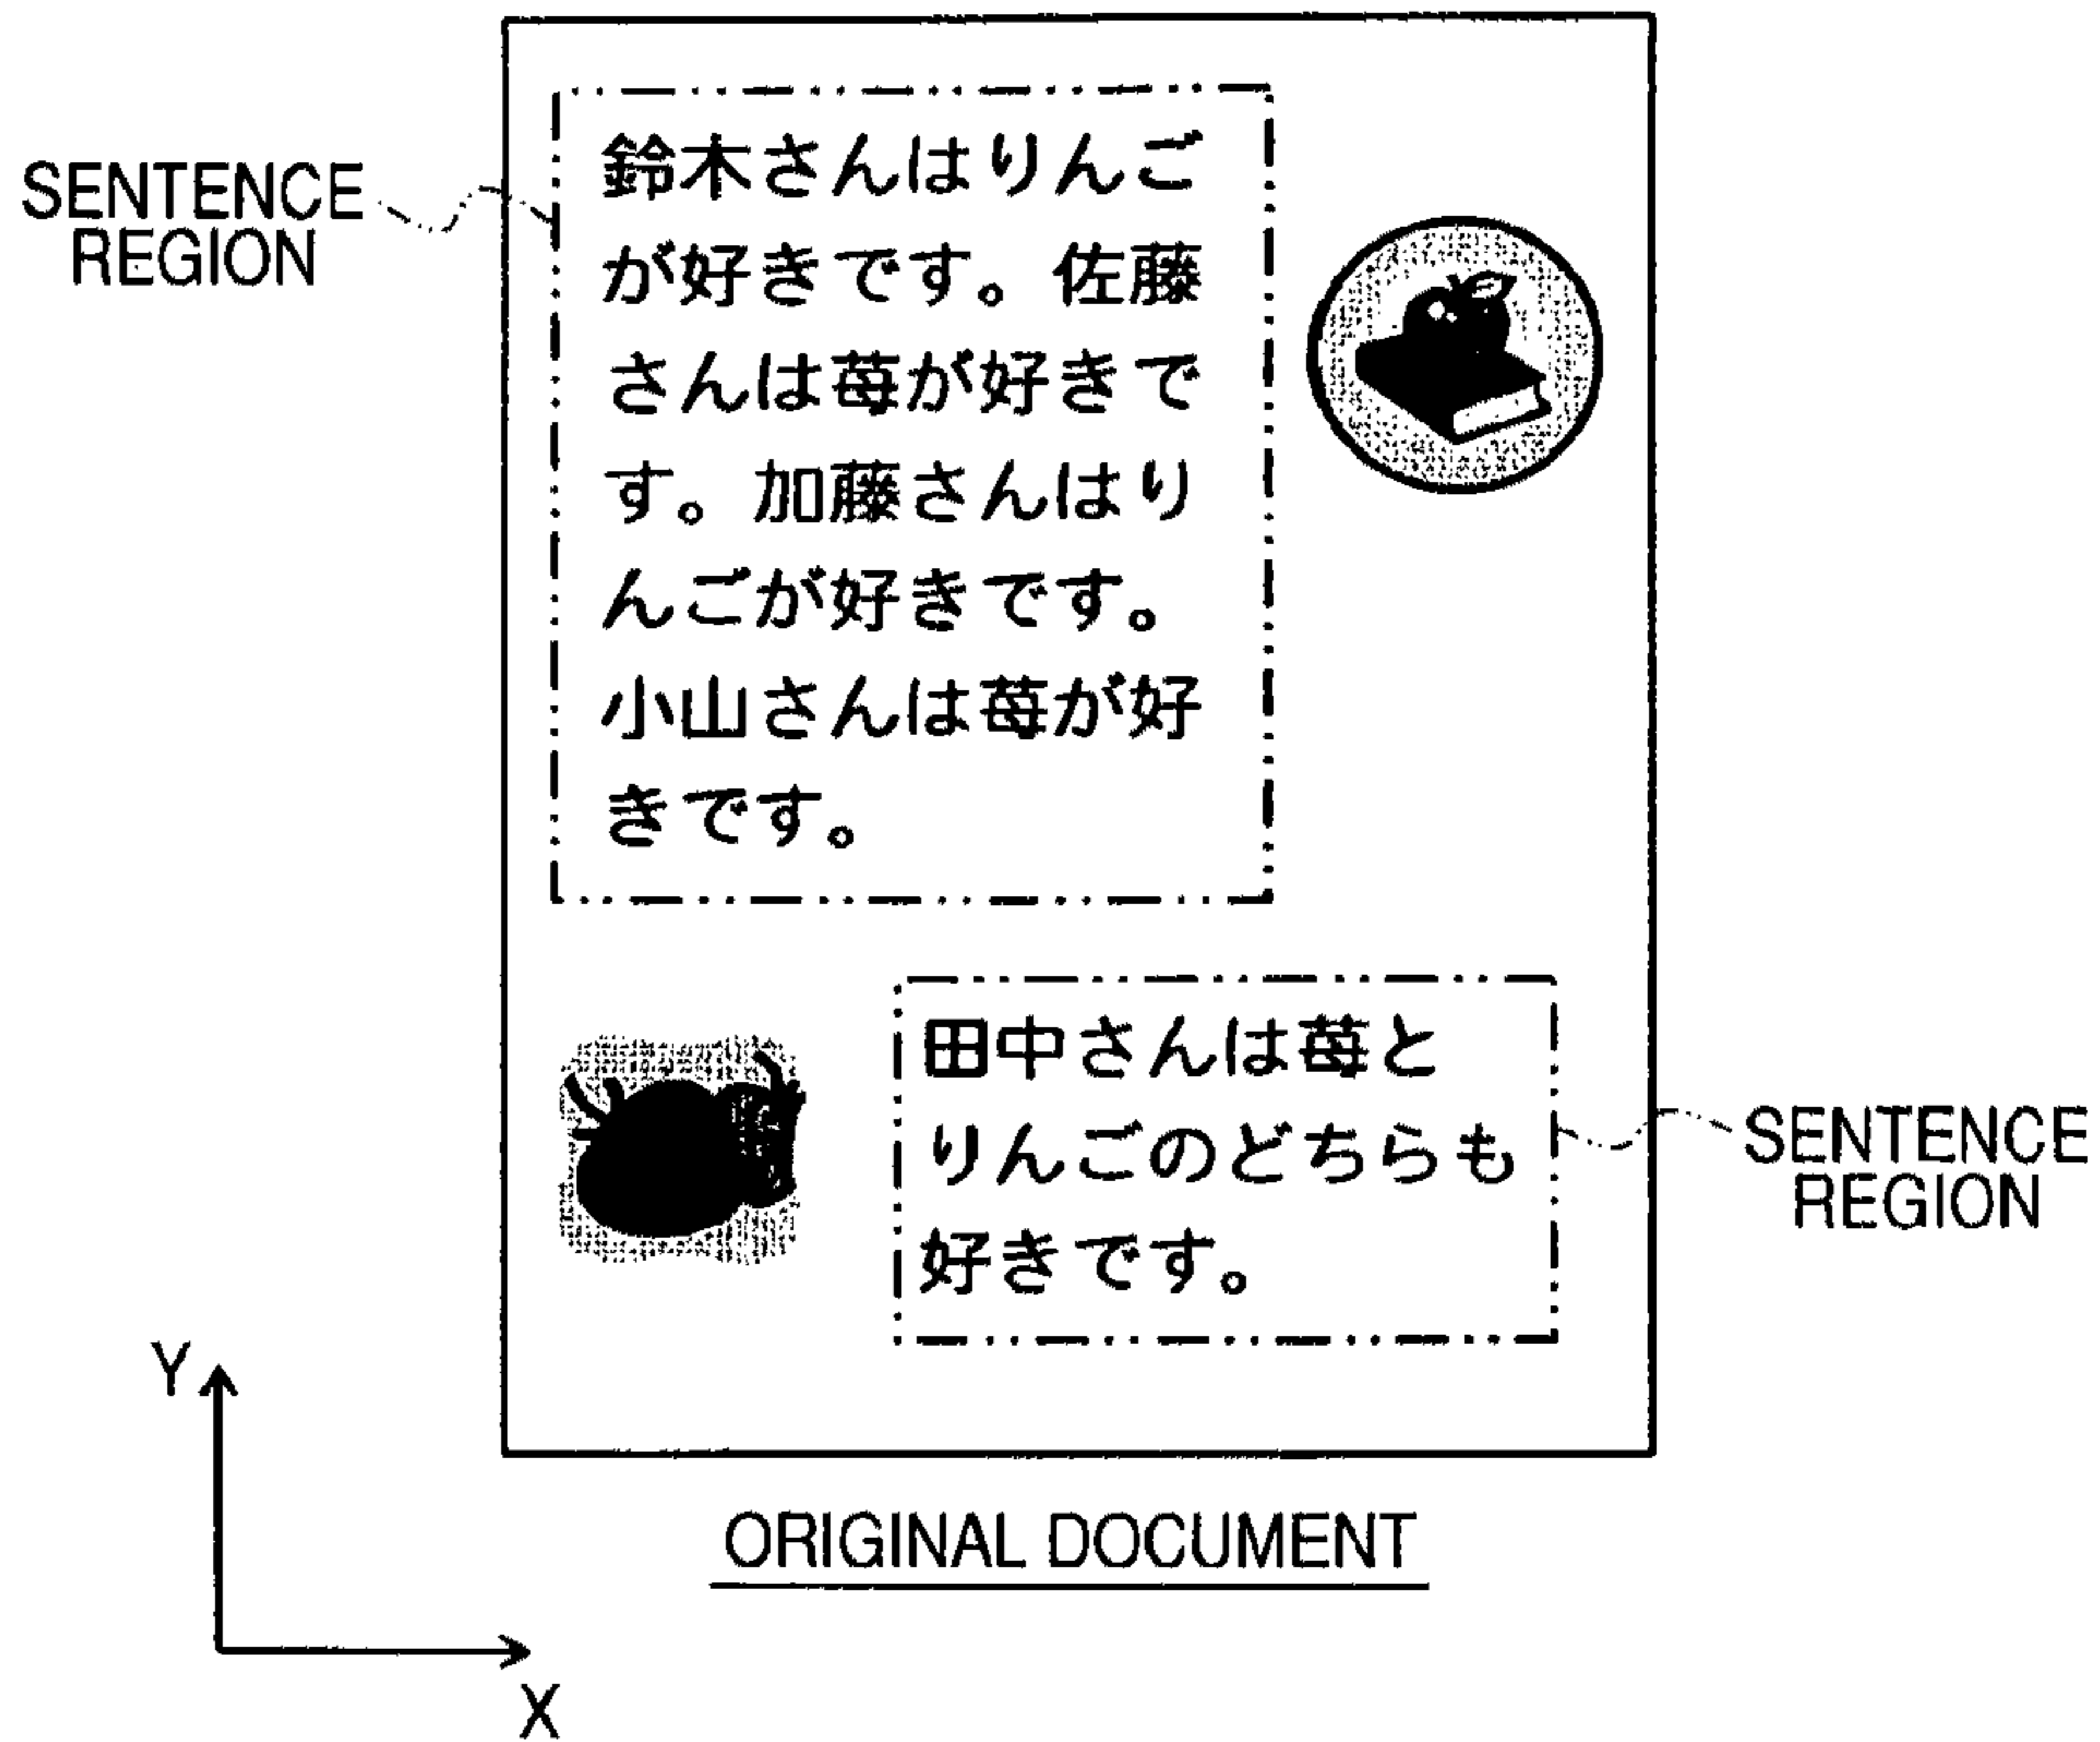 SENTENCE
REGION
鈴木さんはりんご
が好きです。佐藤
さんは苺が好きで
す。加藤さんはり
んごが好きです。
小山さんは苺が好
きです。
田中さんは苺と
りんごのどちらも
好きです。
SENTENCE
REGION
Y
X
ORIGINAL DOCUMENT